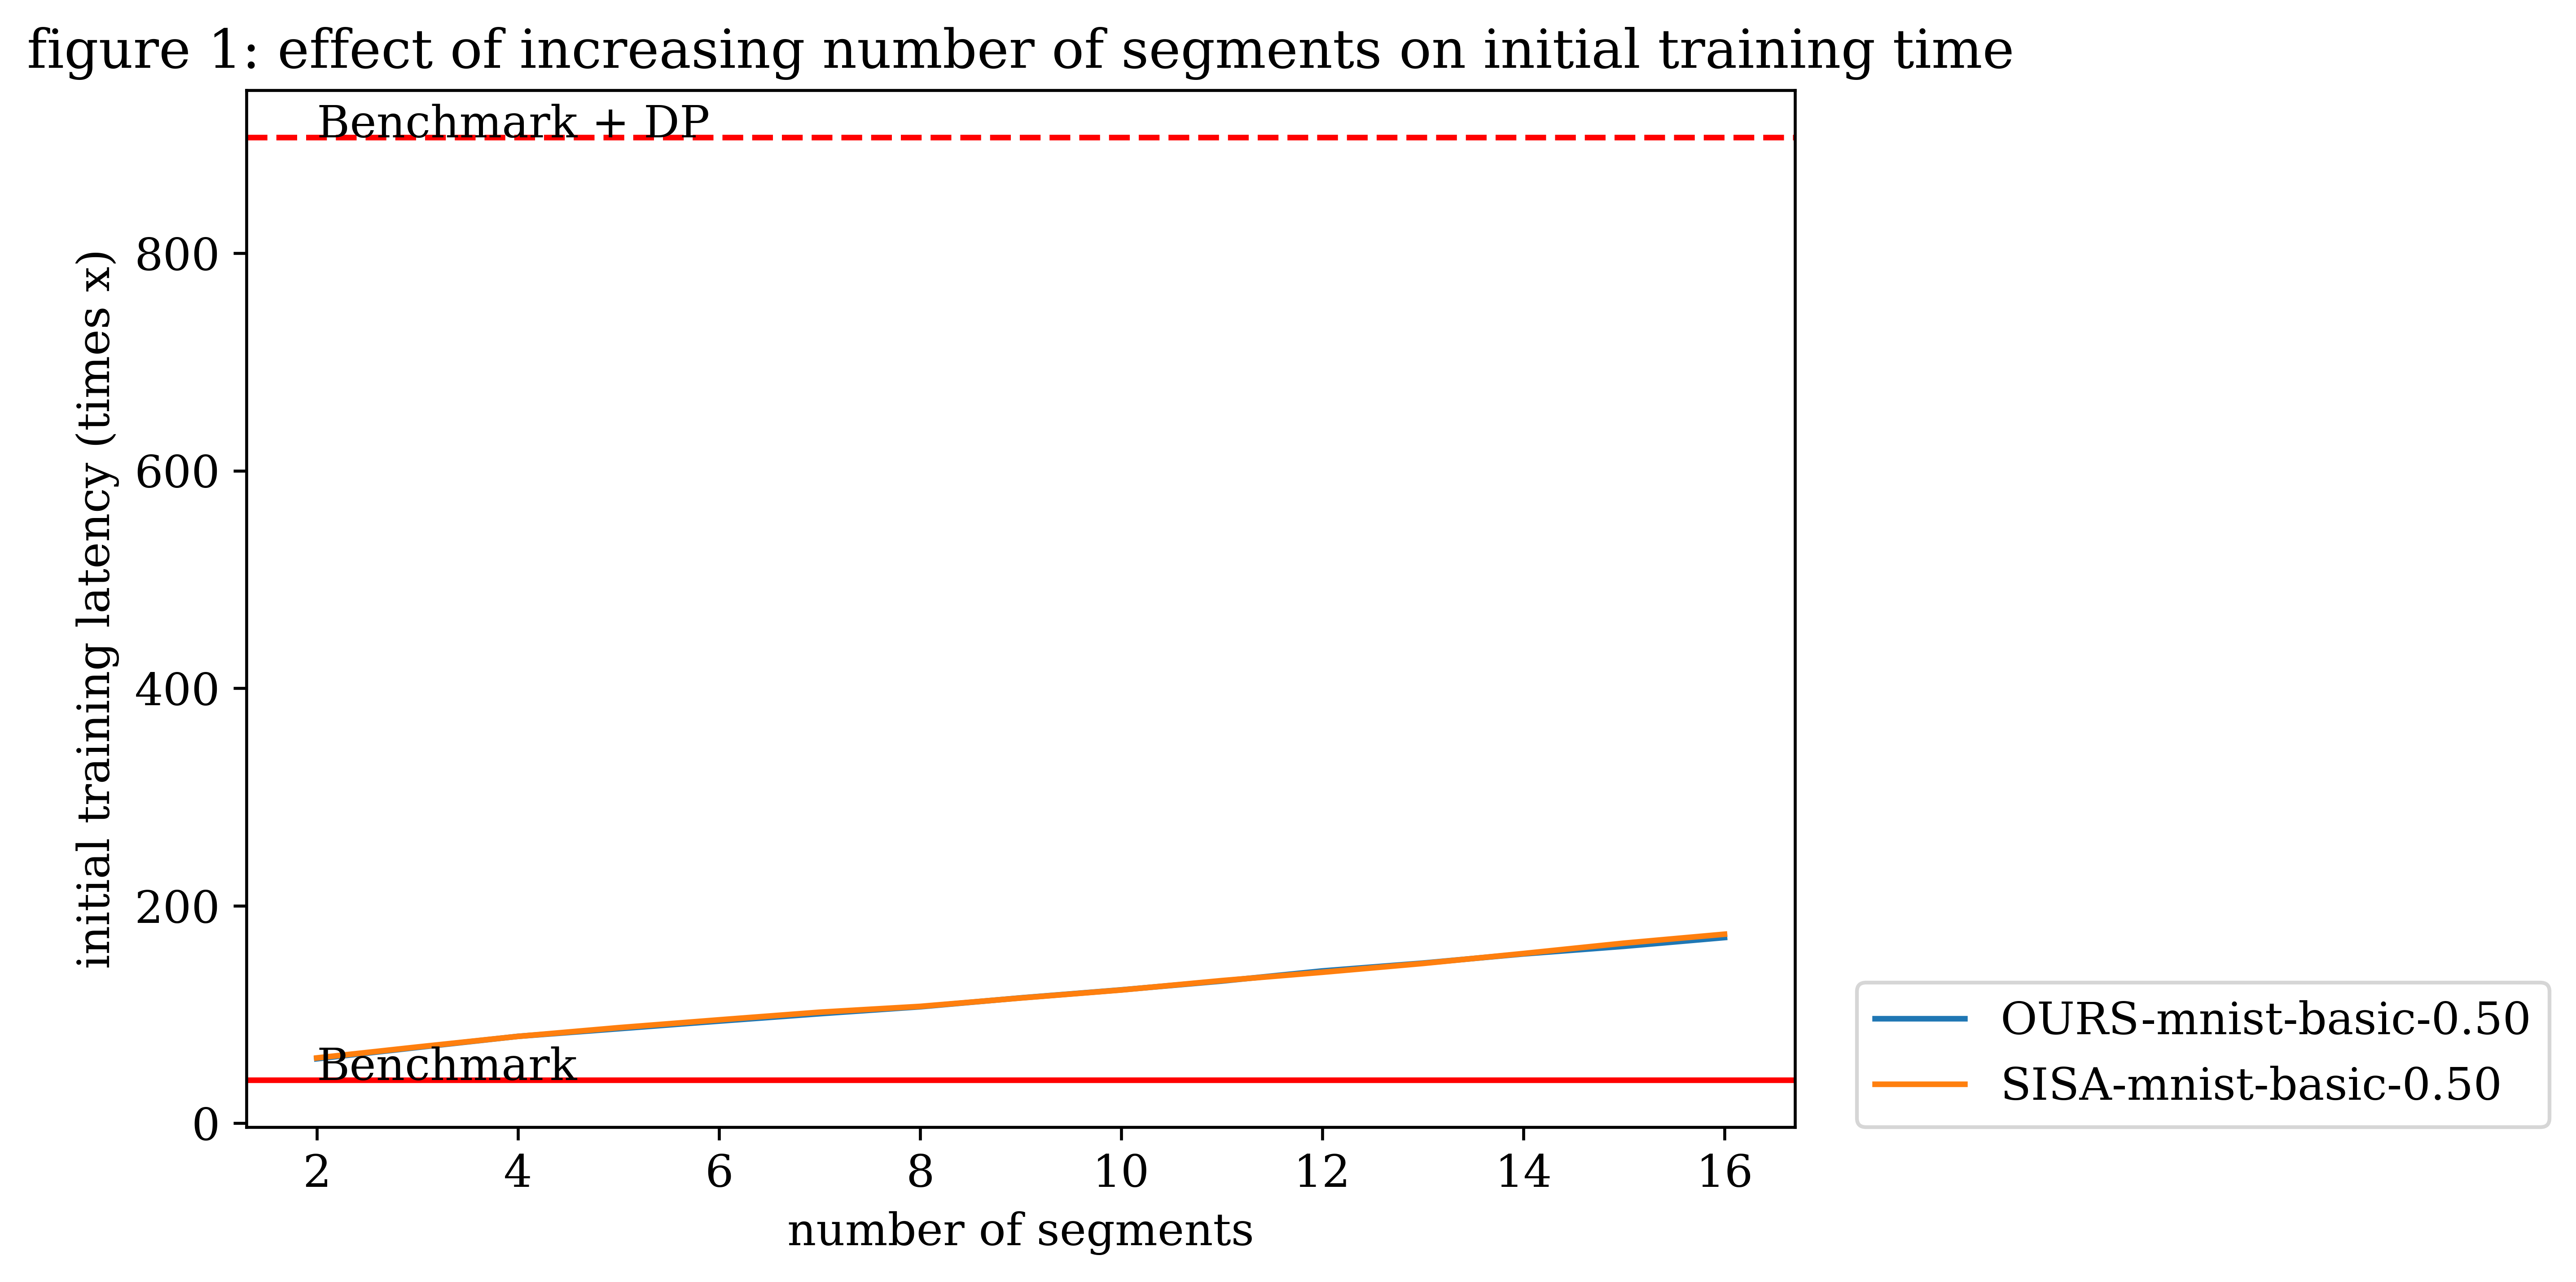 figure 1: effect of increasing number of segments on initial training time
Benchmark + DP
initial training latency (times x)
800
600
400
200
0
Benchmark
2 4 6 8 10 12 14 16
number of segments
OURS-mnist-basic-0.50
SISA-mnist-basic-0.50